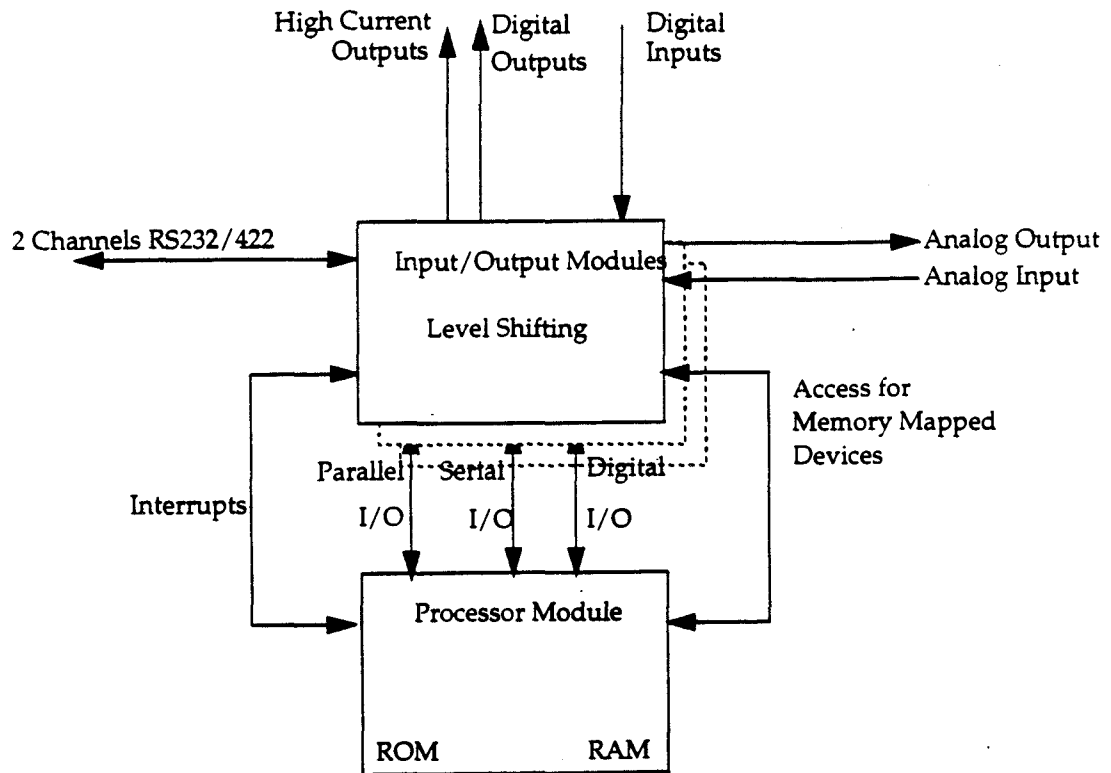 High Current
Outputs
Digital
Outputs
Digital
Inputs
2 Channels RS232/422
Input/Output Modules
Level Shifting
Analog Output
Analog Input
Access for
Memory Mapped
Devices
Parallel
I/O
Serial
I/O
Digital
I/O
Interrupts
Processor Module
ROM
RAM